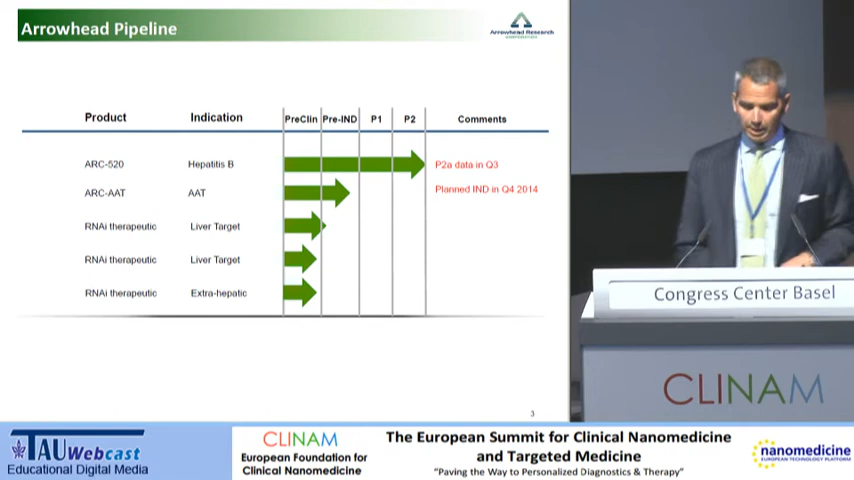 Arrowhead Pipeline
Arrowhead Research
CORPORATION
Product Indication PreClin Pre-IND P1 P2 Comments
ARC-520 Hepatitis B P2a data in Q3
ARC-AAT AAT Planned IND in Q4 2014
RNAi therapeutic Liver Target
RNAi therapeutic Liver Target
RNAi therapeutic Extra-hepatic
3
Congress Center Basel
CLINAM
TAU Webcast
Educational Digital Media
CLINAM
European Foundation for
Clinical Nanomedicine
The European Summit for Clinical Nanomedicine
and Targeted Medicine
"Paving the Way to Personalized Diagnostics & Therapy"
nanomedicine
EUROPEAN TECHNOLOGY PLATFORM